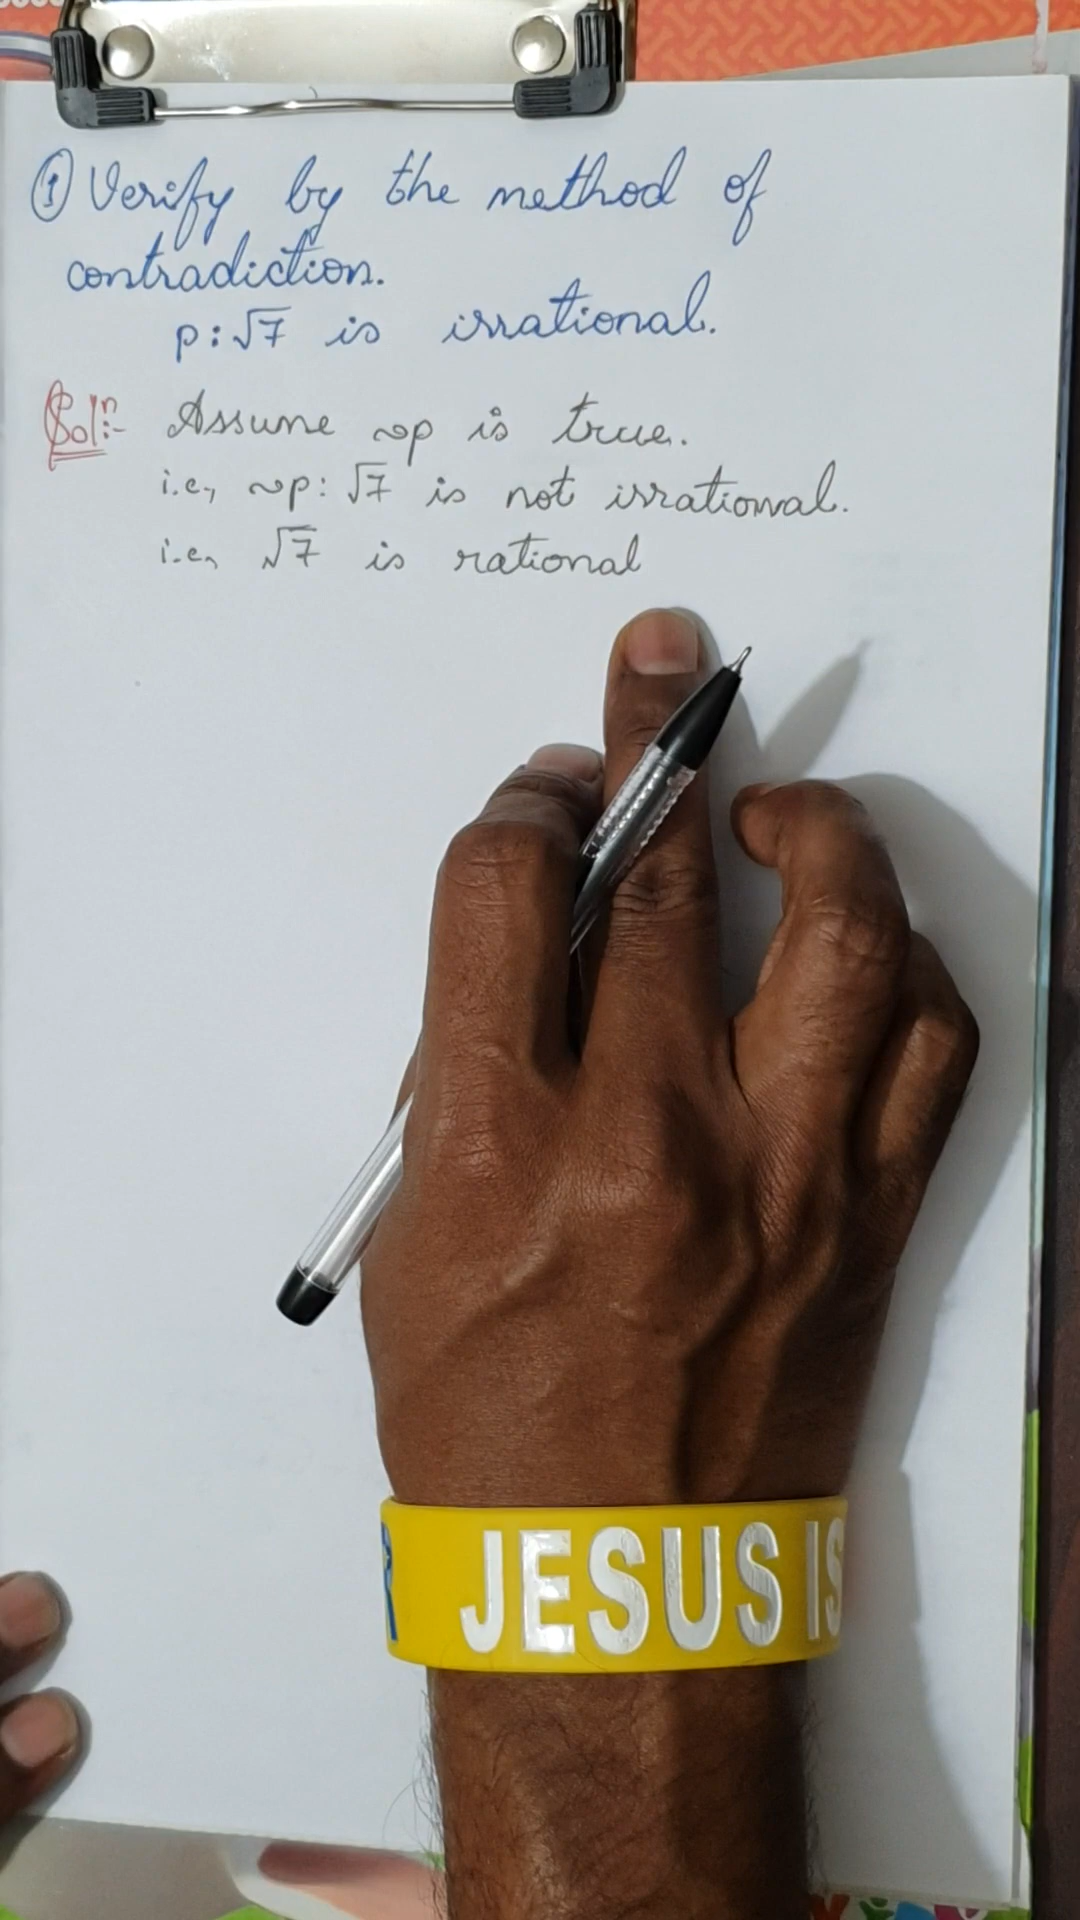 ① Verify by the method of
contradiction.
p: √7 is irrational.
Solⁿ:- Assume ~p is true.
i.e., ~p: √7 is not irrational.
i.e., √7 is rational
JESUS IS